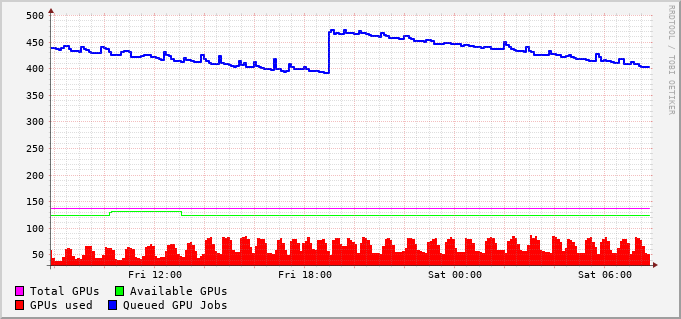 500
450
400
350
300
250
200
150
100
50
Fri 12:00 Fri 18:00 Sat 00:00 Sat 06:00
Total GPUs Available GPUs
GPUs used Queued GPU Jobs
RRDTOOL / TOBI OETIKER